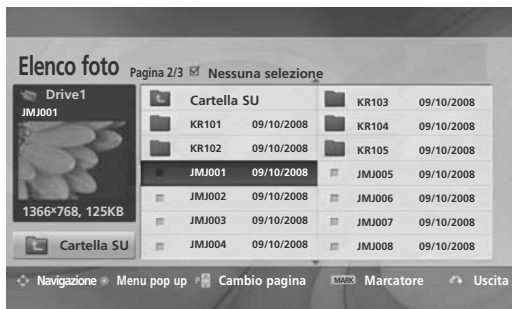 Elenco foto Pagina 2/3 Nessuna selezione
Drive1
JMJ001
1366x768, 125KB
Cartella SU
Cartella SU
KR101 09/10/2008
KR102 09/10/2008
JMJ001 09/10/2008
JMJ002 09/10/2008
JMJ003 09/10/2008
JMJ004 09/10/2008
KR103 09/10/2008
KR104 09/10/2008
KR105 09/10/2008
JMJ005 09/10/2008
JMJ006 09/10/2008
JMJ007 09/10/2008
JMJ008 09/10/2008
Navigazione Menu pop up P Cambio pagina MARK Marcatore Uscita